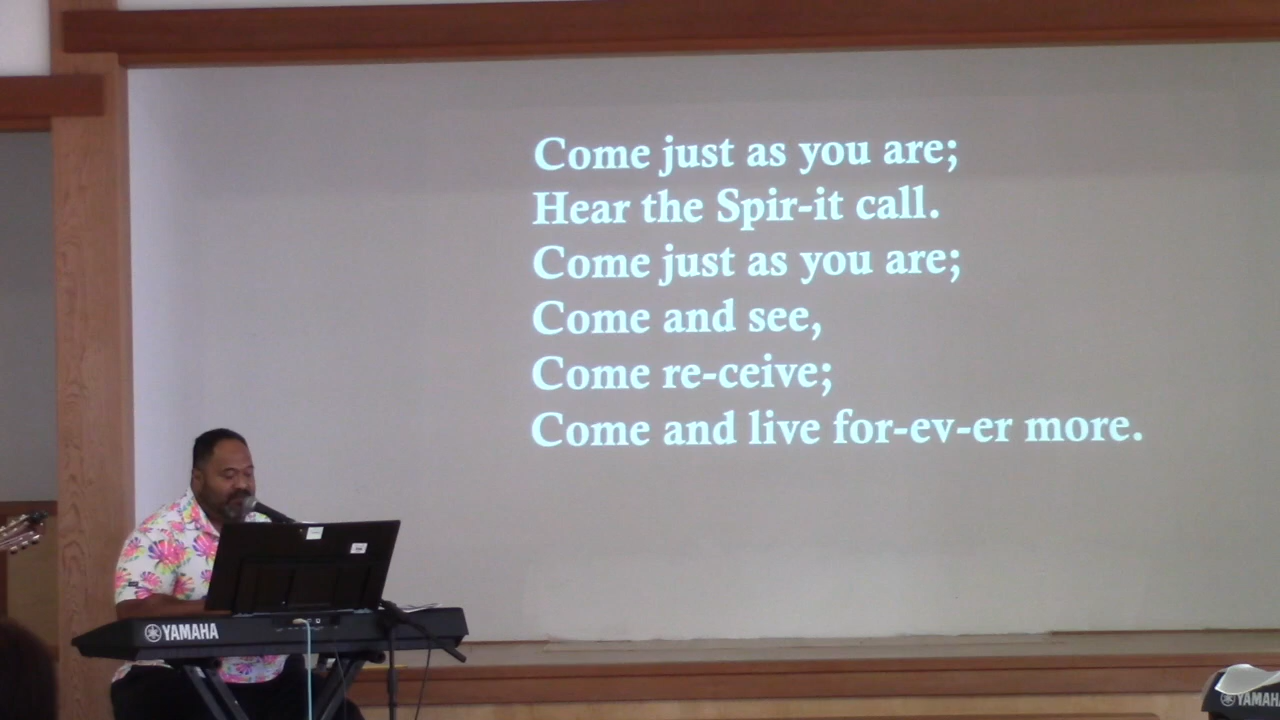 Come just as you are;
Hear the Spir-it call.
Come just as you are;
Come and see,
Come re-ceive;
Come and live for-ev-er more.
YAMAHA
YAMAH